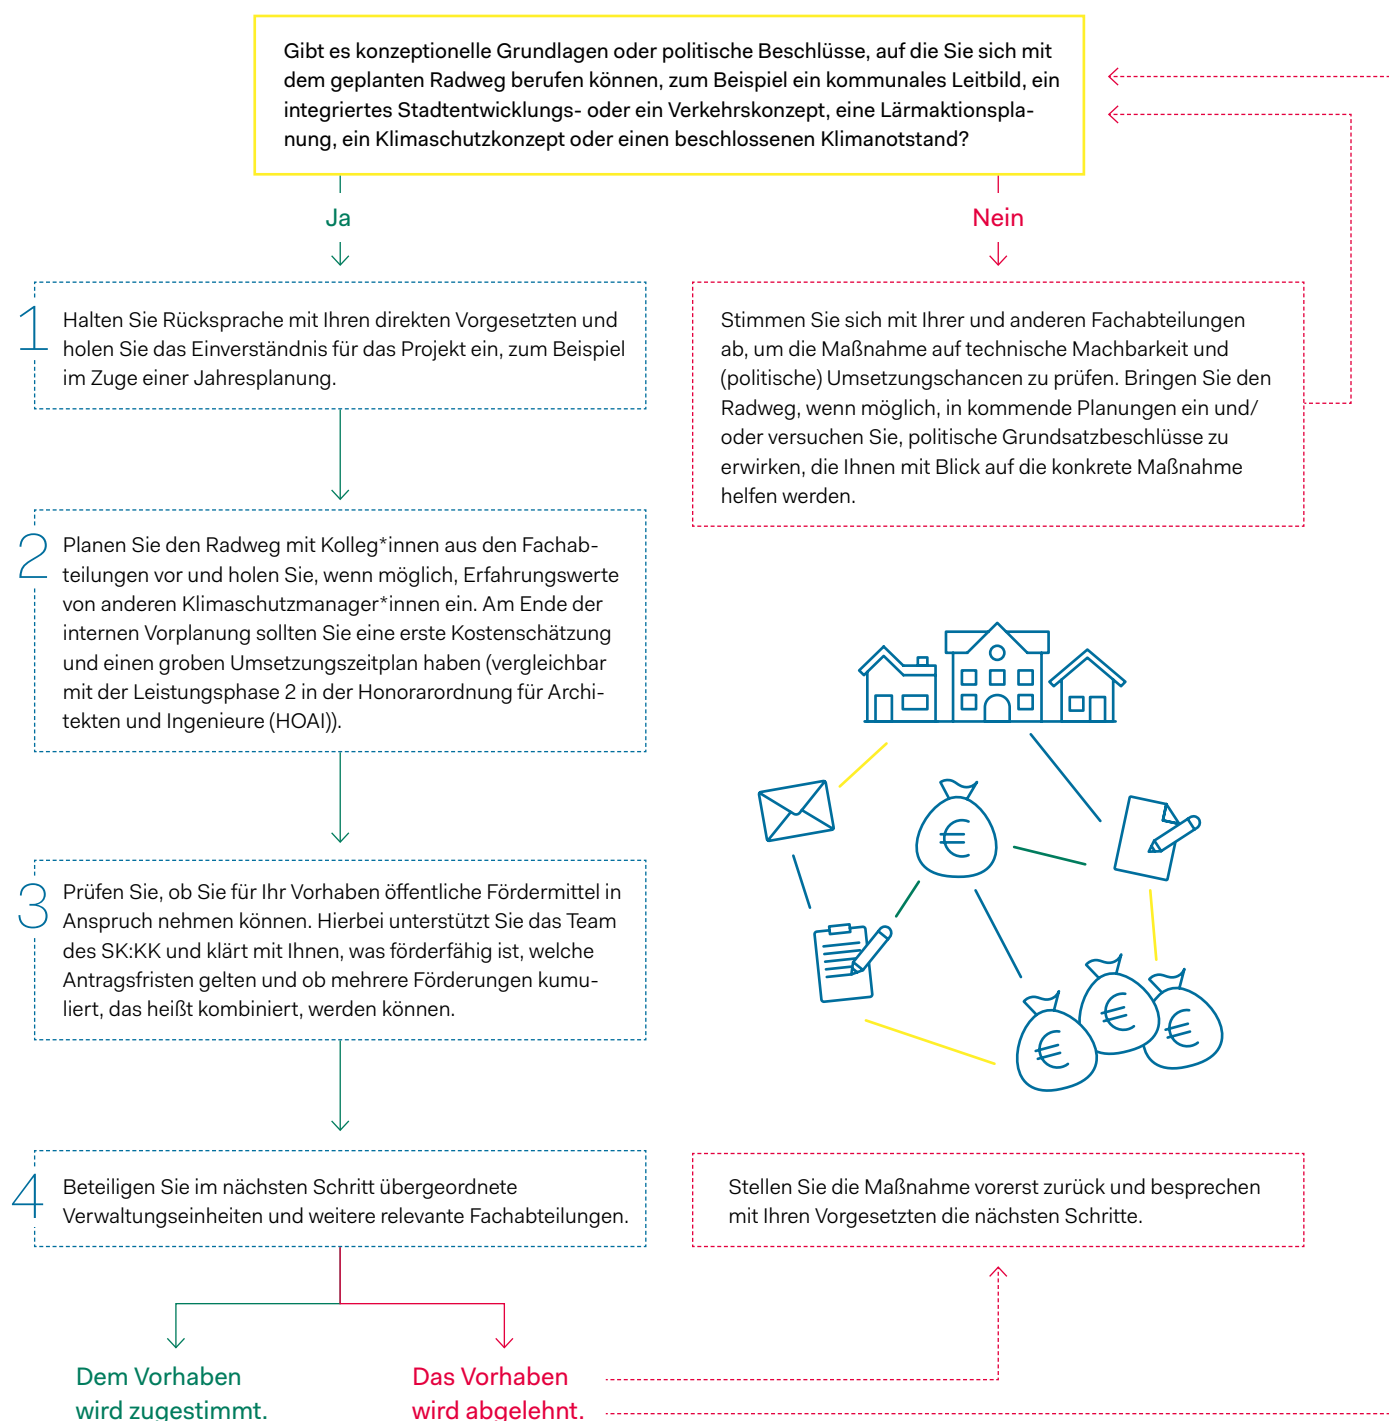 Gibt es konzeptionelle Grundlagen oder politische Beschlüsse, auf die Sie sich mit
dem geplanten Radweg berufen können, zum Beispiel ein kommunales Leitbild, ein
integriertes Stadtentwicklungs- oder ein Verkehrskonzept, eine Lärmaktionspla-
nung, ein Klimaschutzkonzept oder einen beschlossenen Klimanotstand?
Ja
Nein
1
Halten Sie Rücksprache mit Ihren direkten Vorgesetzten und
holen Sie das Einverständnis für das Projekt ein, zum Beispiel
im Zuge einer Jahresplanung.
Stimmen Sie sich mit Ihrer und anderen Fachabteilungen
ab, um die Maßnahme auf technische Machbarkeit und
(politische) Umsetzungschancen zu prüfen. Bringen Sie den
Radweg, wenn möglich, in kommende Planungen ein und/
oder versuchen Sie, politische Grundsatzbeschlüsse zu
erwirken, die Ihnen mit Blick auf die konkrete Maßnahme
helfen werden.
2
Planen Sie den Radweg mit Kolleg*innen aus den Fachab-
teilungen vor und holen Sie, wenn möglich, Erfahrungswerte
von anderen Klimaschutzmanager*innen ein. Am Ende der
internen Vorplanung sollten Sie eine erste Kostenschätzung
und einen groben Umsetzungszeitplan haben (vergleichbar
mit der Leistungsphase 2 in der Honorarordnung für Archi-
tekten und Ingenieure (HOAI)).
3
Prüfen Sie, ob Sie für Ihr Vorhaben öffentliche Fördermittel in
Anspruch nehmen können. Hierbei unterstützt Sie das Team
des SK:KK und klärt mit Ihnen, was förderfähig ist, welche
Antragsfristen gelten und ob mehrere Förderungen kumu-
liert, das heißt kombiniert, werden können.
€
€
€
€
4
Beteiligen Sie im nächsten Schritt übergeordnete
Verwaltungseinheiten und weitere relevante Fachabteilungen.
Stellen Sie die Maßnahme vorerst zurück und besprechen
mit Ihren Vorgesetzten die nächsten Schritte.
Dem Vorhaben
wird zugestimmt.
Das Vorhaben
wird abgelehnt.